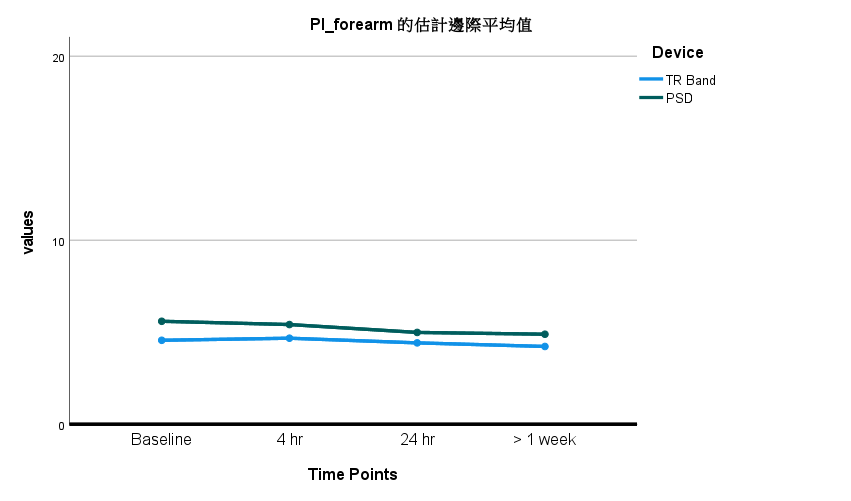 PI_forearm 的估計邊際平均值
Device
TR Band
PSD
20
10
0
values
Baseline
4 hr
24 hr
> 1 week
Time Points